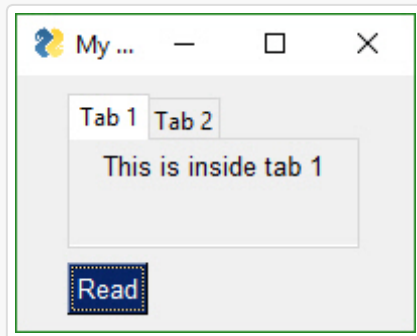 My ...
Tab 1 Tab 2
This is inside tab 1
Read